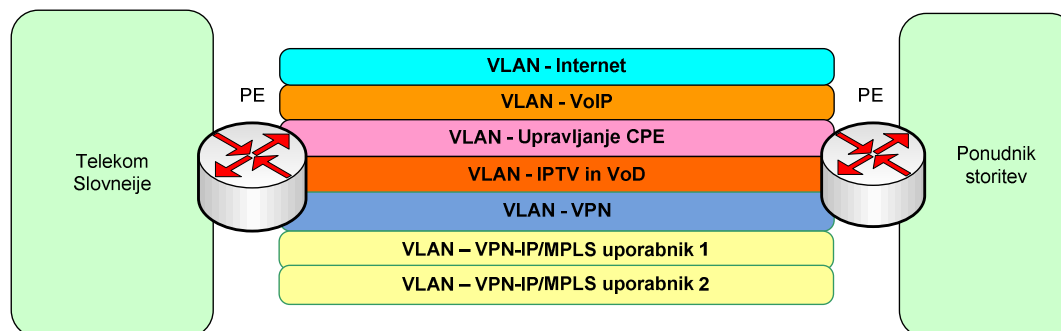 VLAN - Internet
PE
PE
VLAN - VoIP
VLAN - Upravljanje CPE
Telekom
Slovneije
VLAN - IPTV in VoD
Ponudnik
storitev
VLAN - VPN
VLAN – VPN-IP/MPLS uporabnik 1
VLAN – VPN-IP/MPLS uporabnik 2